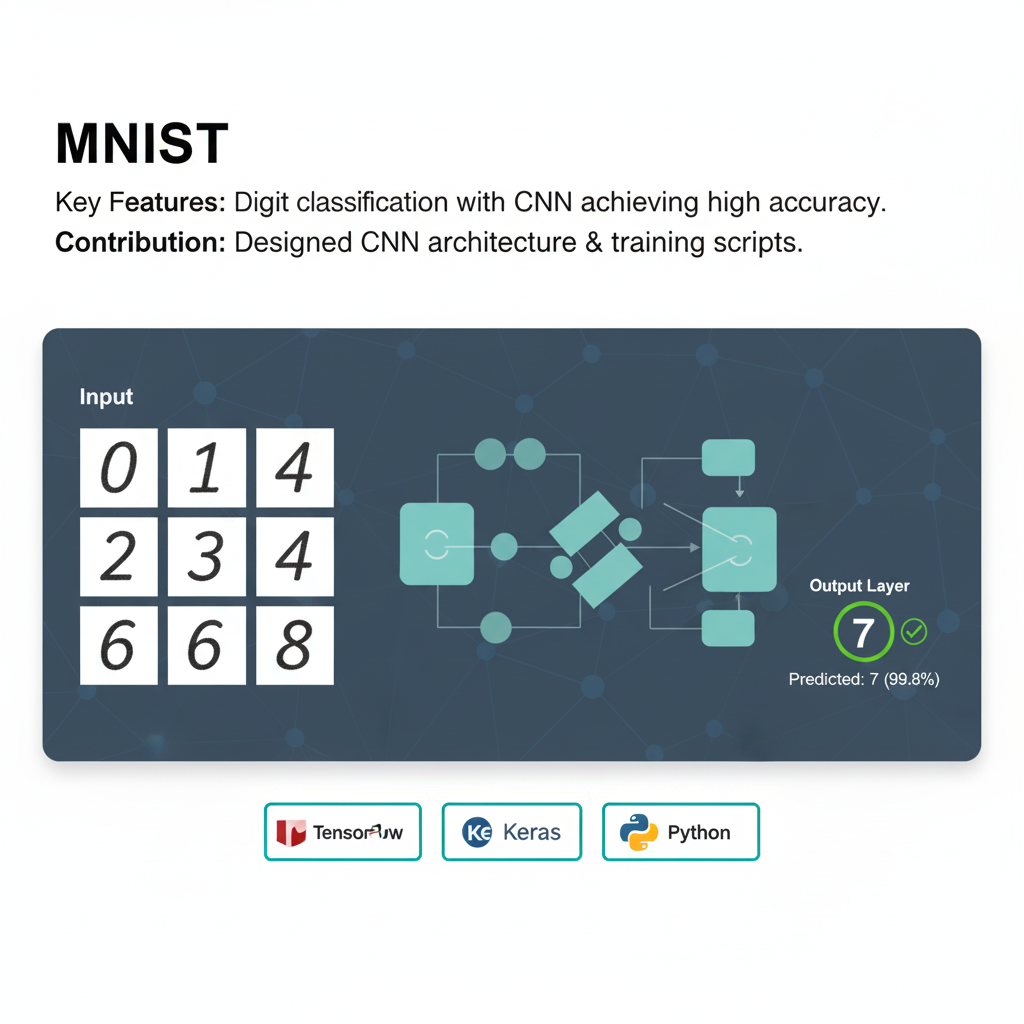 MNIST
Key Features: Digit classification with CNN achieving high accuracy.
Contribution: Designed CNN architecture & training scripts.
Input
0 1 4
2 3 4
6 6 8
Output Layer
7
Predicted: 7 (99.8%)
Ke Keras
Python